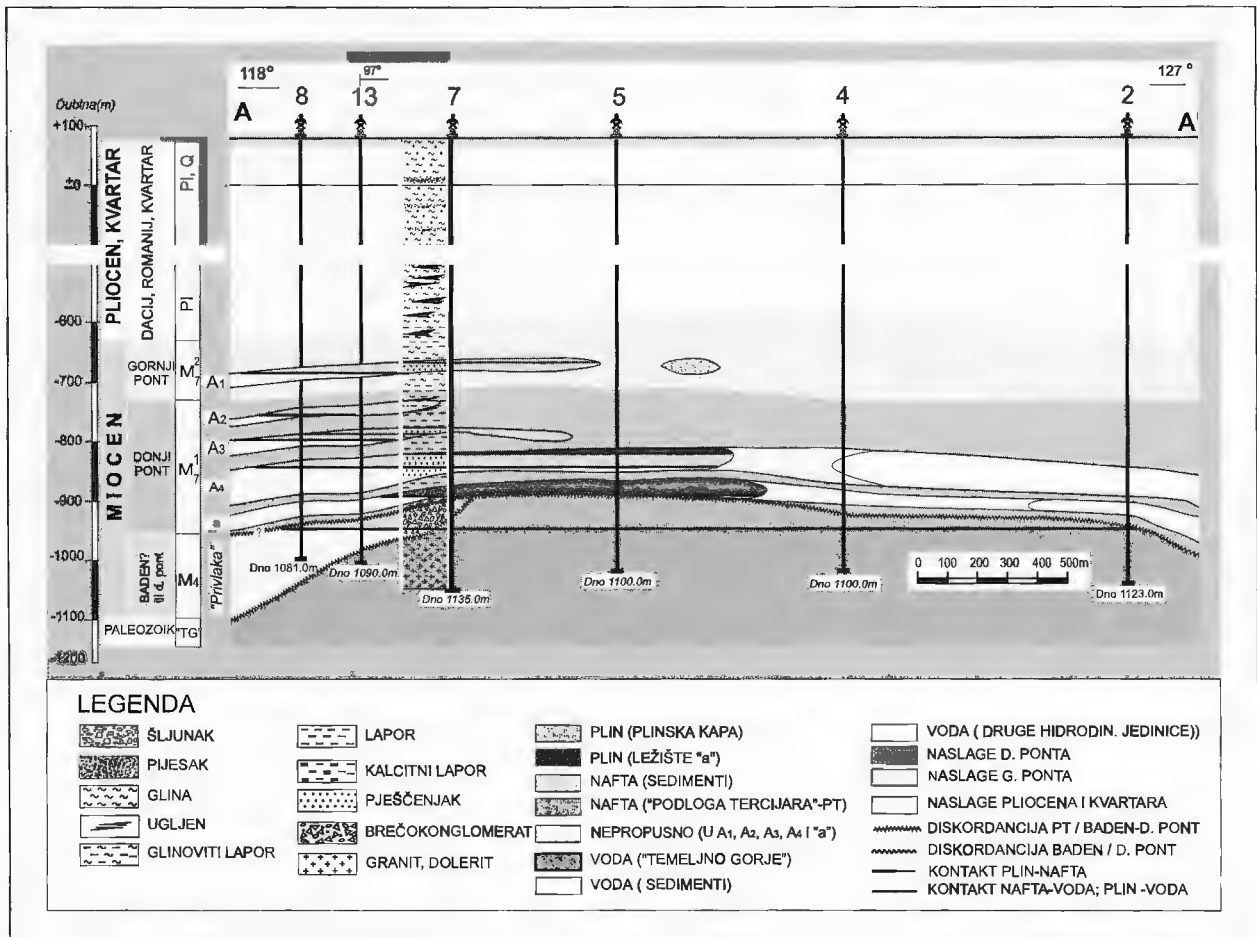 118° 97° 127°
A 8 13 7 5 4 2 A'
Dubina(m)
+100
-600
-700
-800
-900
-1000
-1100
-1200
PLIOCEN, KVARTAR
DACIJ, ROMANIJ, KVARTAR
Pl, Q
Pl
MIOCEN
GORNJI PONT
M²₇
A1
DONJI PONT
M¹₇
A2
A3
A4
"a"
?
BADEN?
ili d. pont
M4
"Privlaka"
PALEOZOIK "TG"
Dno 1081.0m
Dno 1090.0m
Dno 1135.0m
Dno 1100.0m
Dno 1100.0m
Dno 1123.0m
0 100 200 300 400 500m
LEGENDA
ŠLJUNAK
PIJESAK
GLINA
UGLJEN
GLINOVITI LAPOR
LAPOR
KALCITNI LAPOR
PJEŠČENJAK
BREČOKONGLOMERAT
GRANIT, DOLERIT
PLIN (PLINSKA KAPA)
PLIN (LEŽIŠTE "a")
NAFTA (SEDIMENTI)
NAFTA ("PODLOGA TERCIJARA"-PT)
NEPROPUSNO (U A1, A2, A3, A4 I "a")
VODA ("TEMELJNO GORJE")
VODA ( SEDIMENTI)
VODA ( DRUGE HIDRODIN. JEDINICE))
NASLAGE D. PONTA
NASLAGE G. PONTA
NASLAGE PLIOCENA I KVARTARA
DISKORDANCIJA PT / BADEN-D. PONT
DISKORDANCIJA BADEN / D. PONT
KONTAKT PLIN-NAFTA
KONTAKT NAFTA-VODA; PLIN -VODA